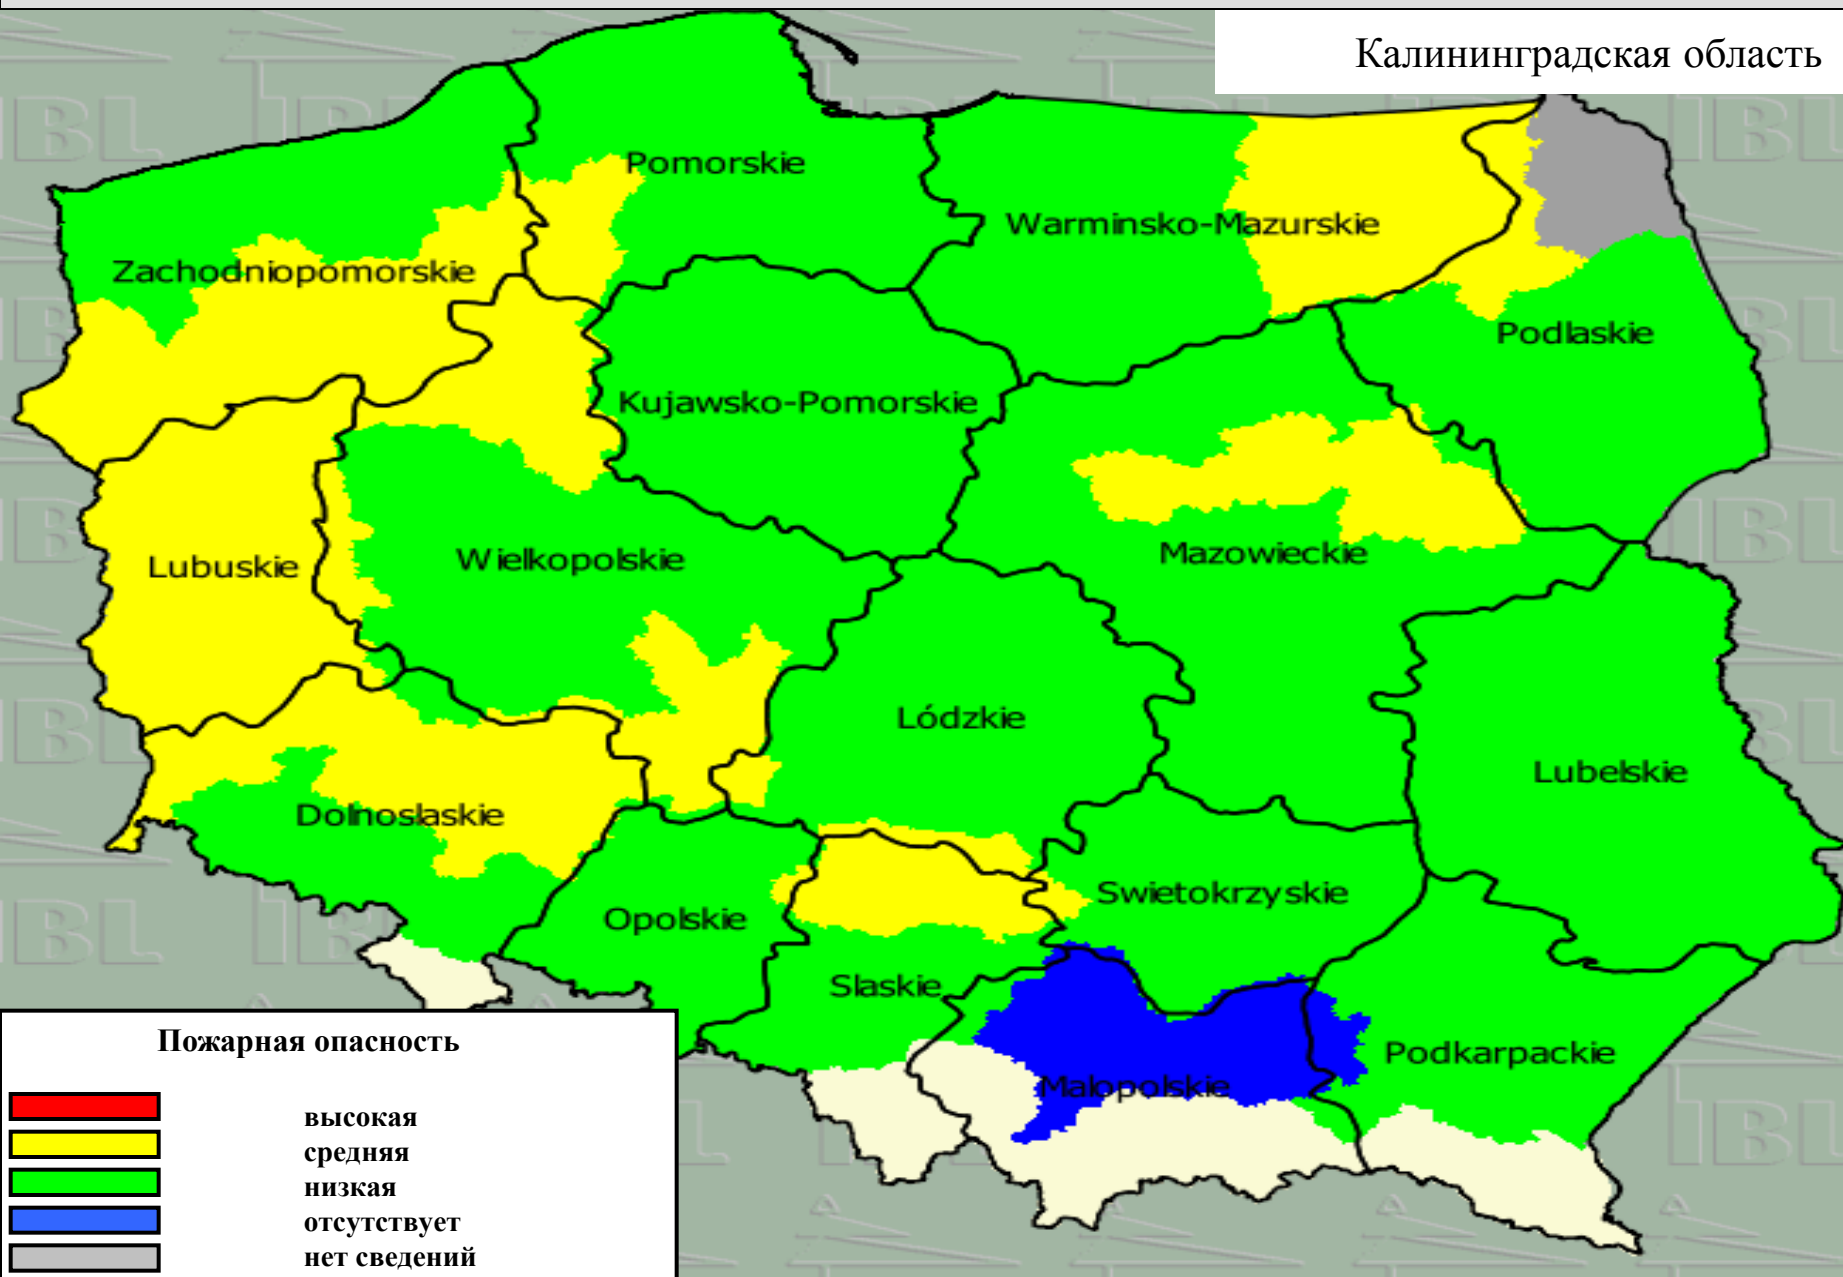 Калининградская область
Pomorskie
Warminsko-Mazurskie
Zachodniopomorskie
Podlaskie
Kujawsko-Pomorskie
Mazowieckie
Wielkopolskie
Lubuskie
Lódzkie
Lubelskie
Dolnoslaskie
Swietokrzyskie
Opolskie
Slaskie
Podkarpackie
Malopolskie
Пожарная опасность
высокая
средняя
низкая
отсутствует
нет сведений
IBL